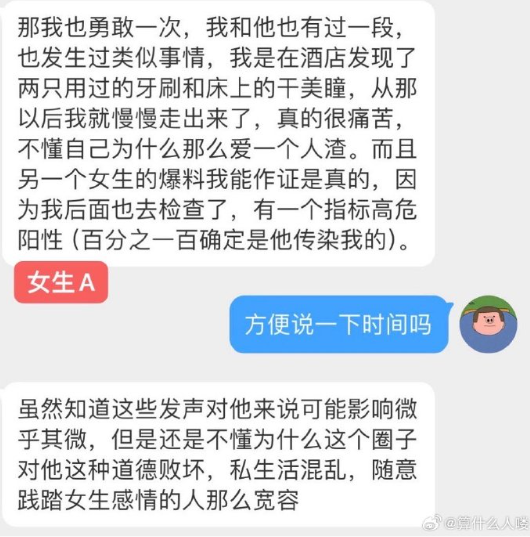 那我也勇敢一次，我和他也有过一段，
也发生过类似事情，我是在酒店发现了
两只用过的牙刷和床上的干美瞳，从那
以后我就慢慢走出来了，真的很痛苦，
不懂自己为什么那么爱一个人渣。而且
另一个女生的爆料我能作证是真的，因
为我后面也去检查了，有一个指标高危
阳性（百分之一百确定是他传染我的）。
女生A
方便说一下时间吗
虽然知道这些发声对他来说可能影响微
乎其微，但是还是不懂为什么这个圈子
对他这种道德败坏，私生活混乱，随意
践踏女生感情的人那么宽容
@算什么人喽